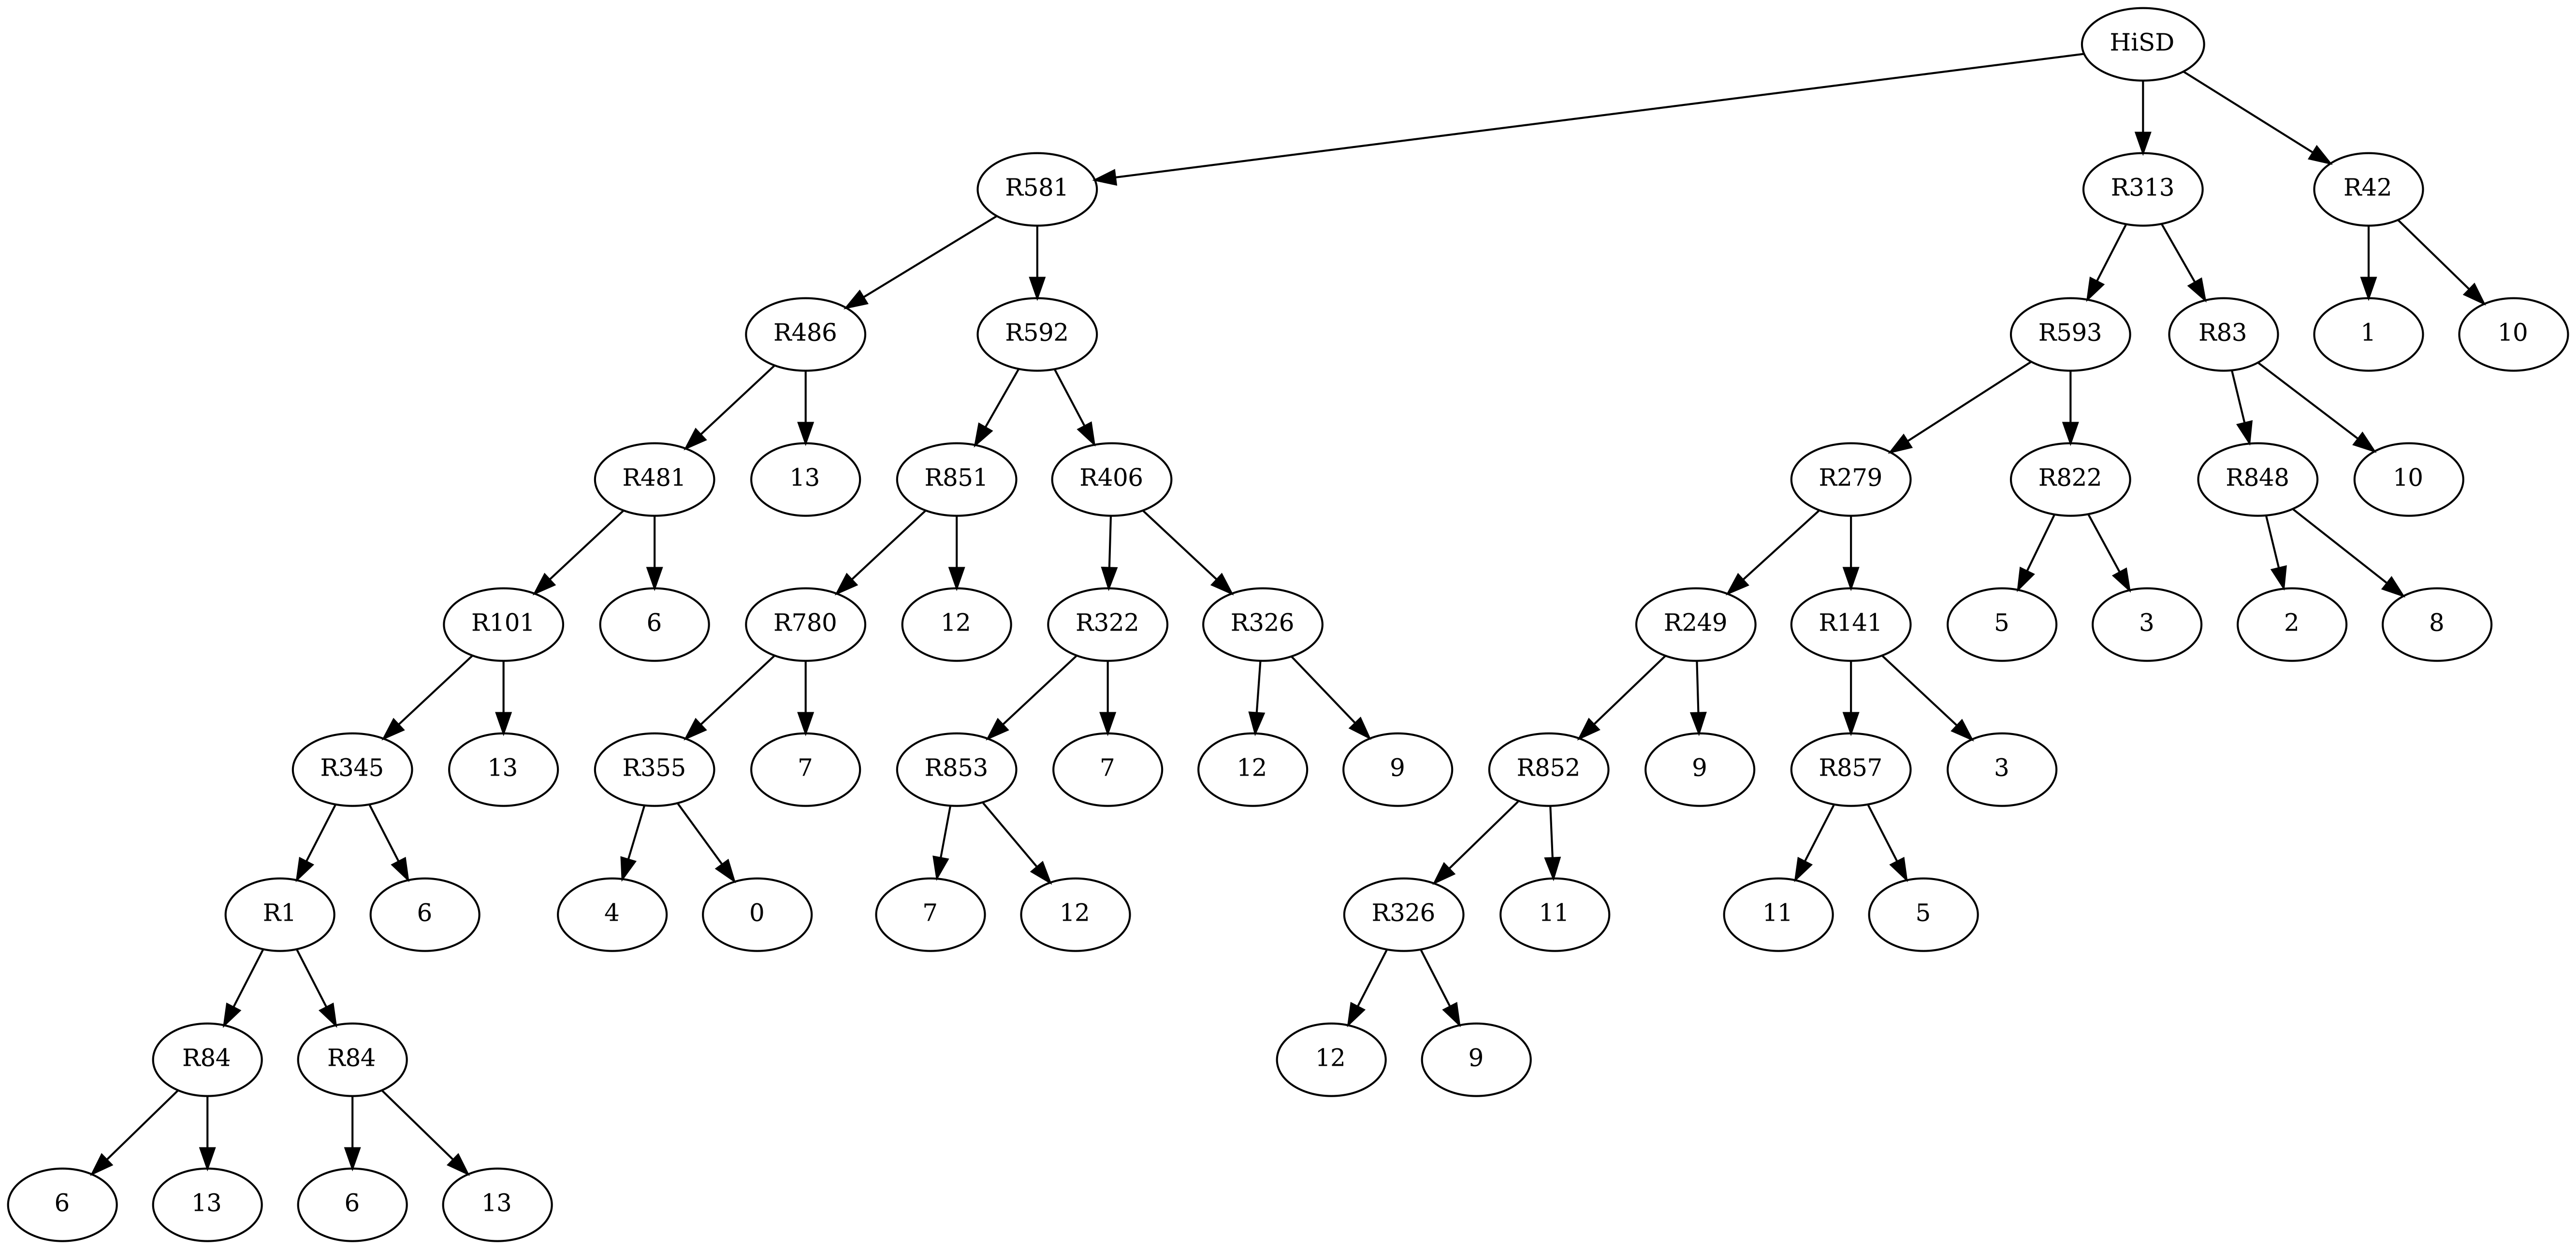 HiSD
R581 R313 R42
R486 R592 R593 R83 1 10
R481 13 R851 R406 R279 R822 R848 10
R101 6 R780 12 R322 R326 R249 R141 5 3 2 8
R345 13 R355 7 R853 7 12 9 R852 9 R857 3
R1 6 4 0 7 12 R326 11 11 5
R84 R84 12 9
6 13 6 13